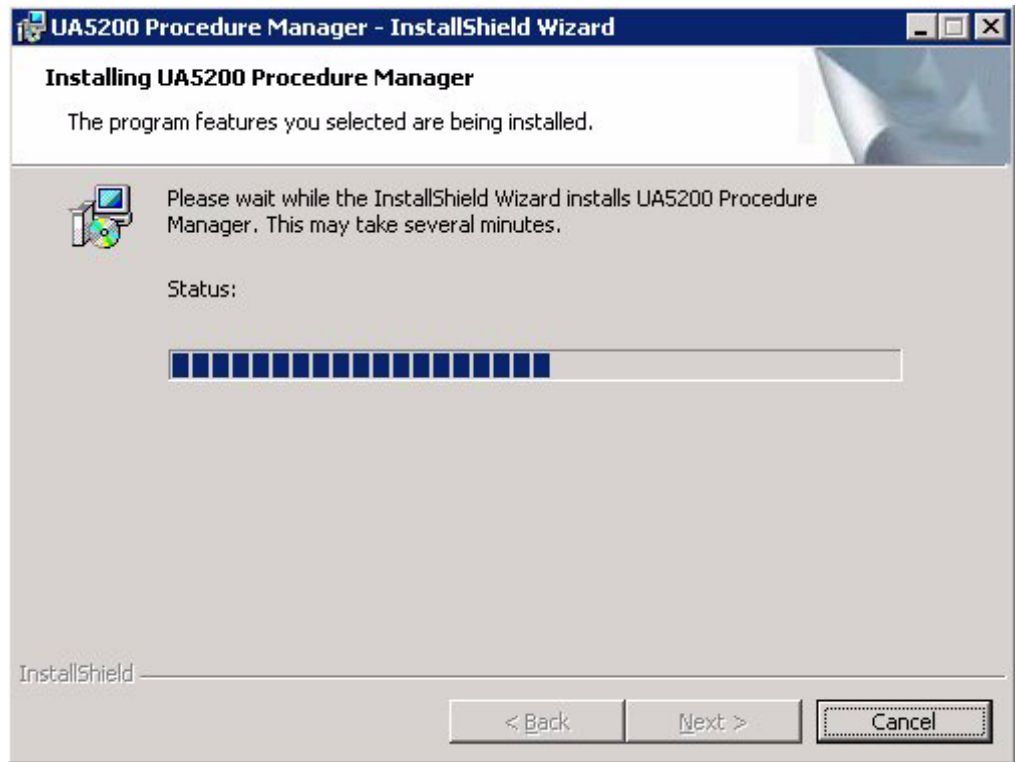 UA5200 Procedure Manager - InstallShield Wizard
Installing UA5200 Procedure Manager
The program features you selected are being installed.
Please wait while the InstallShield Wizard installs UA5200 Procedure
Manager. This may take several minutes.
Status:
InstallShield
< Back
Next >
Cancel